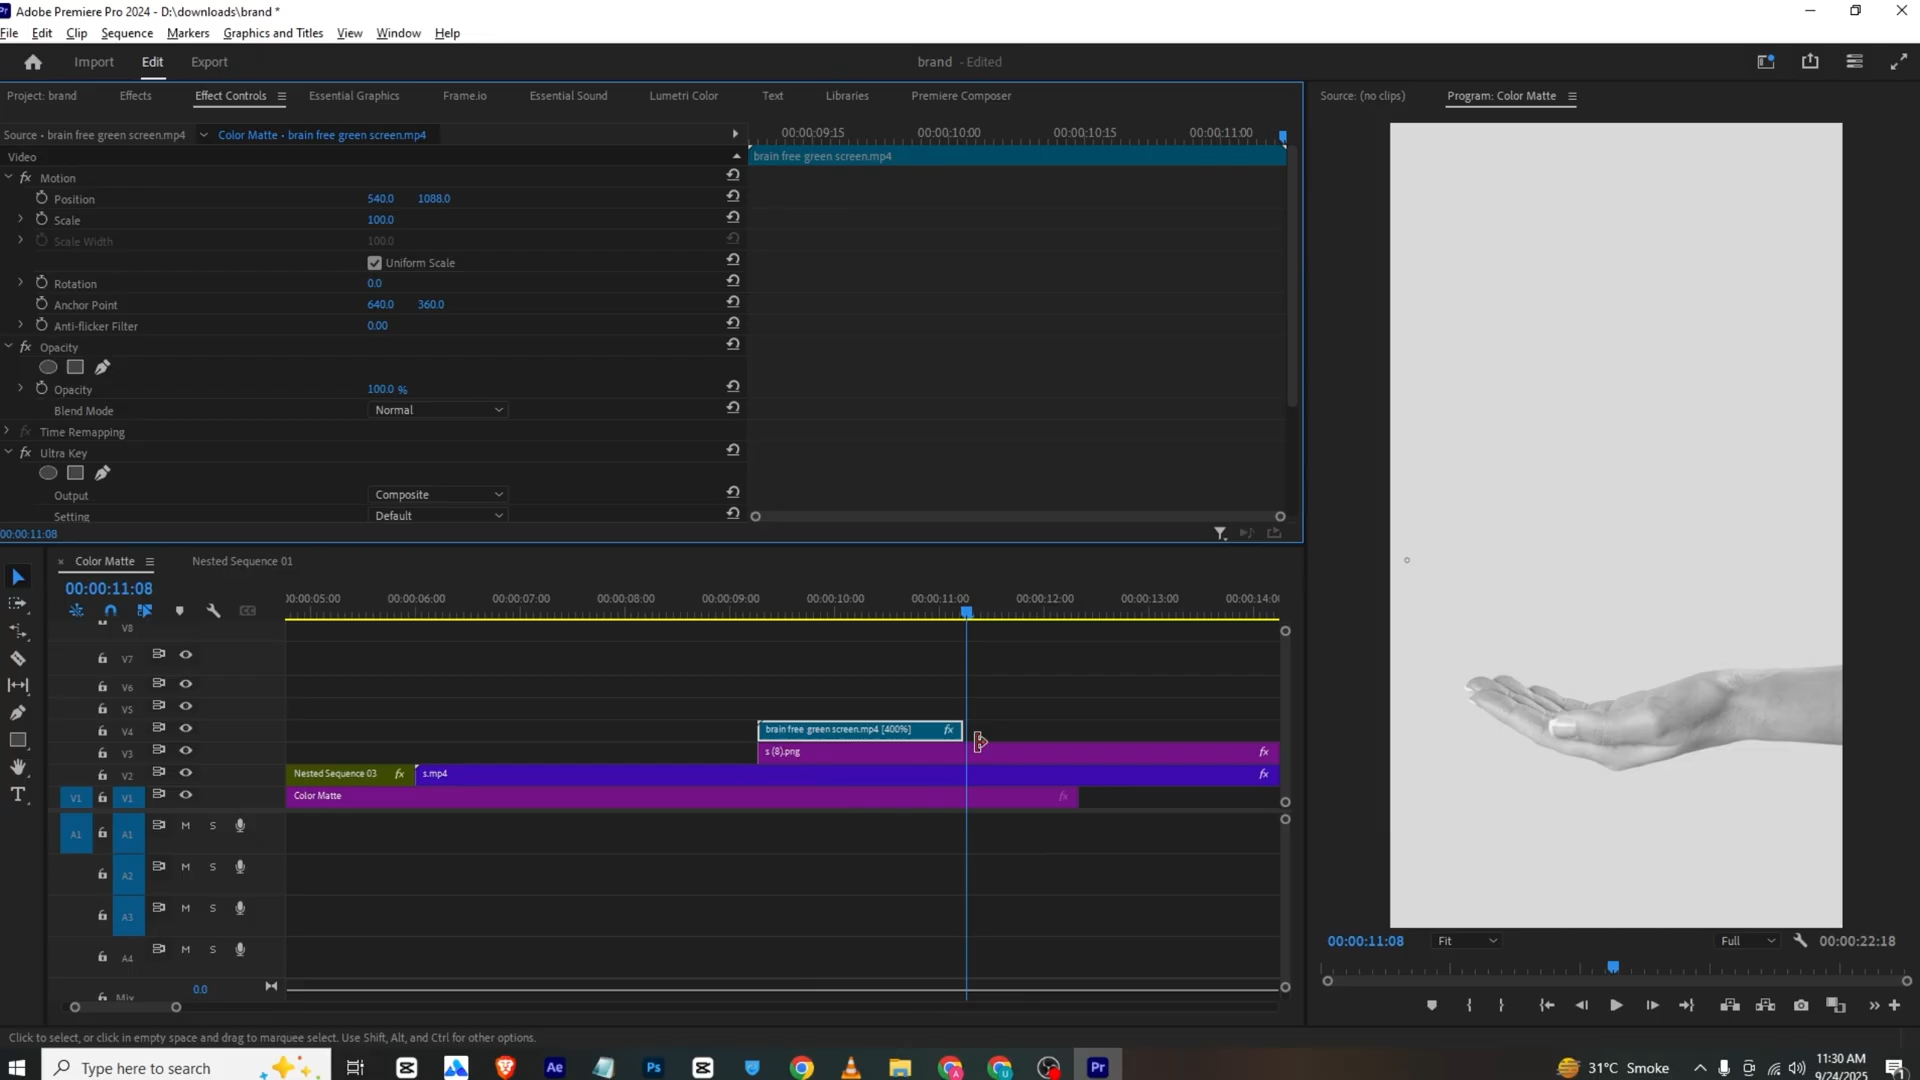 Adobe Premiere Pro 2024 - D:\downloads\brand *
File Edit Clip Sequence Markers Graphics and Titles View Window Help
Import Edit Export
brand - Edited
Project: brand Effects Effect Controls Essential Graphics Frame.io Essential Sound Lumetri Color Text Libraries Premiere Composer
Source: (no clips) Program: Color Matte
Source • brain free green screen.mp4 Color Matte • brain free green screen.mp4
00:00:09:15 00:00:10:00 00:00:10:15 00:00:11:00
Video
brain free green screen.mp4
fx Motion
Position 540.0 1088.0
Scale 100.0
Scale Width 100.0
Uniform Scale
Rotation 0.0
Anchor Point 640.0 360.0
Anti-flicker Filter 0.00
fx Opacity
Opacity 100.0 %
Blend Mode Normal
fx Time Remapping
fx Ultra Key
Output Composite
Setting Default
00:00:11:08
× Color Matte Nested Sequence 01
00:00:11:08
00:00:05:00 00:00:06:00 00:00:07:00 00:00:08:00 00:00:09:00 00:00:10:00 00:00:11:00 00:00:12:00 00:00:13:00 00:00:14:00
V8
V7
V6
V5
V4 brain free green screen.mp4 [400%] fx
V3 s (8).png fx
V2 Nested Sequence 03 fx s.mp4 fx
V1 V1 Color Matte fx
A1 A1 M S
A2 M S
A3 M S
A4 M S
Mix 0.0
00:00:11:08 Fit Full 00:00:22:18
Click to select, or click in empty space and drag to marquee select. Use Shift, Alt, and Ctrl for other options.
Type here to search
Ae Ps Pr
31°C Smoke
11:30 AM
9/24/2025